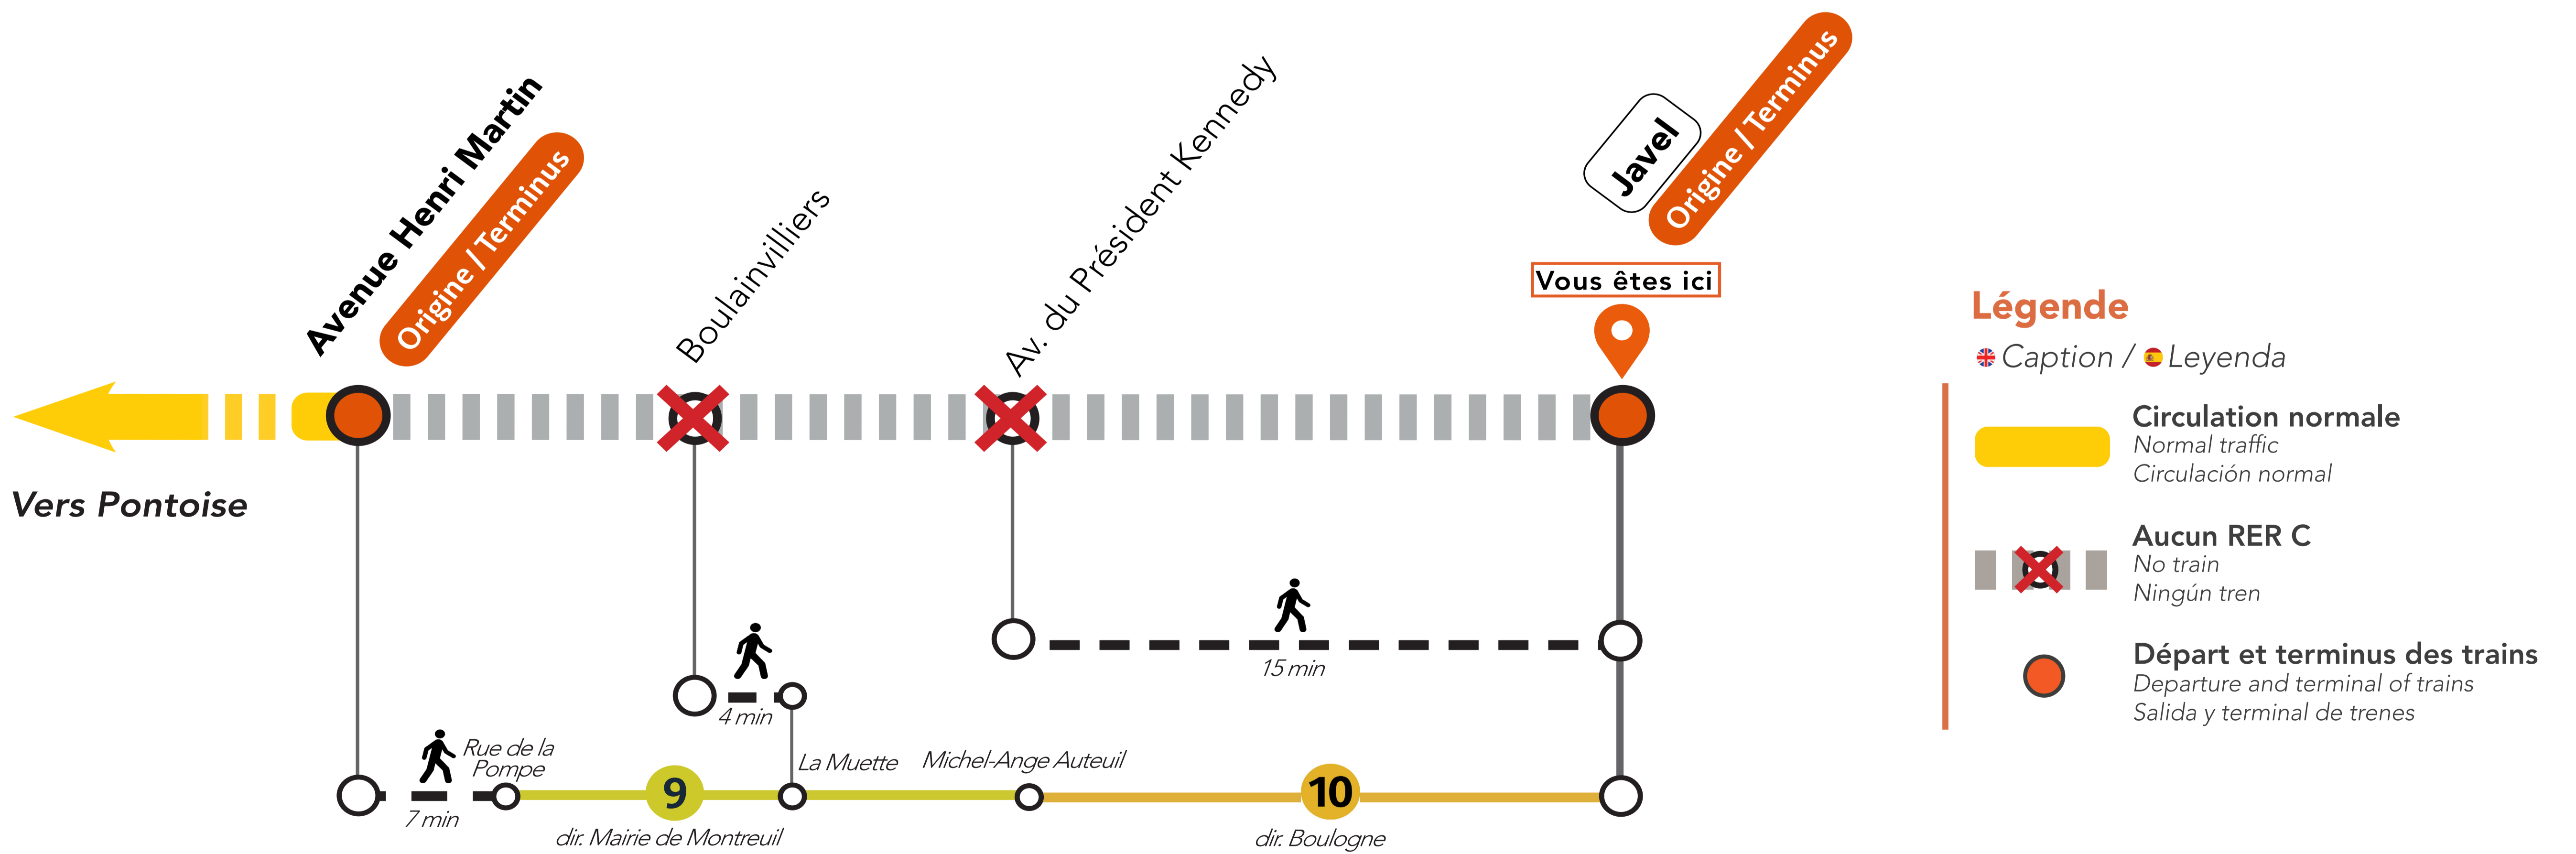 Avenue Henri Martin
Origine / Terminus
Boulainvilliers
Av. du Président Kennedy
Javel
Origine / Terminus
Vous êtes ici
Vers Pontoise
15 min
4 min
7 min
Rue de la
Pompe
9
dir. Mairie de Montreuil
La Muette
Michel-Ange Auteuil
10
dir. Boulogne
Légende
Caption / Leyenda
Circulation normale
Normal traffic
Circulación normal
Aucun RER C
No train
Ningún tren
Départ et terminus des trains
Departure and terminal of trains
Salida y terminal de trenes